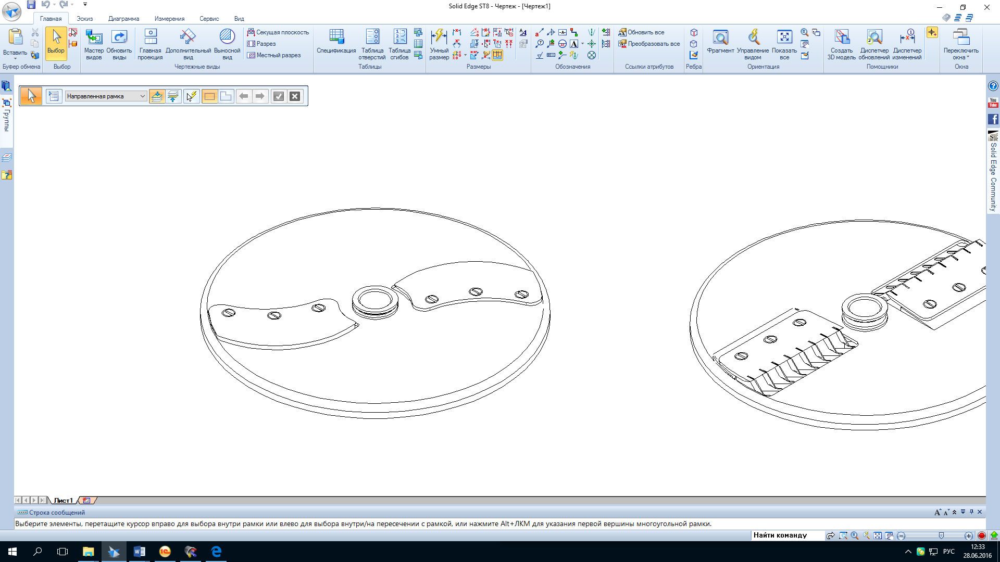 Solid Edge ST8 - Чертеж - [Чертеж1]
Главная Эскиз Диаграмма Измерения Сервис Вид
Вставить
Буфер обмена
Выбор
Выбор
Мастер видов
Обновить виды
Главная проекция
Дополнительный вид
Выносной вид
Секущая плоскость
Разрез
Местный разрез
Чертежные виды
Спецификация
Таблица отверстий
Таблица сгибов
Таблицы
Умный размер
Размеры
Обозначения
Обновить все
Преобразовать все
Ссылки атрибутов
Ребра
Фрагмент
Управление видом
Показать все
Ориентация
Создать 3D модель
Диспетчер обновлений
Диспетчер изменений
Помощники
Переключить окна
Окна
Направленная рамка
Группы
You Tube
Solid Edge Community
Лист1
Строка сообщений
Выберите элементы, перетащите курсор вправо для выбора внутри рамки или влево для выбора внутри/на пересечении с рамкой, или нажмите Alt+ЛКМ для указания первой вершины многоугольной рамки.
Найти команду
РУС
12:33
28.06.2016